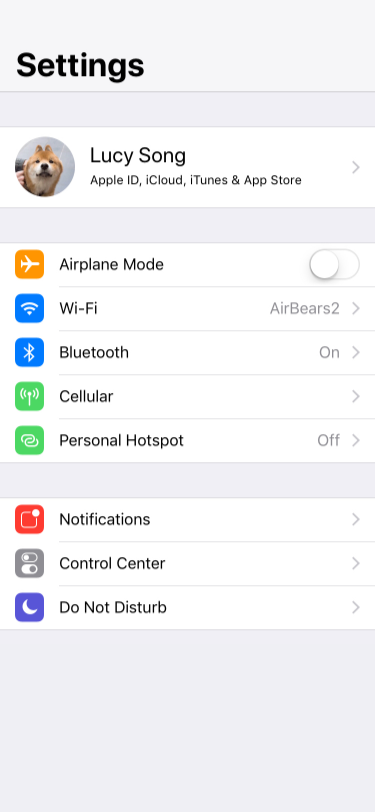 Settings
Lucy Song
Apple ID, iCloud, iTunes & App Store
Airplane Mode
Wi-Fi AirBears2
Bluetooth On
Cellular
Personal Hotspot Off
Notifications
Control Center
Do Not Disturb